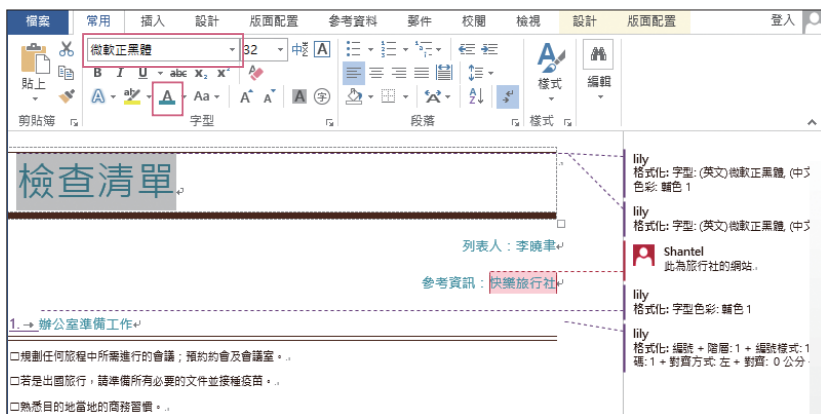 檔案 常用 插入 設計 版面配置 參考資料 郵件 校閱 檢視 設計 版面配置 登入
微軟正黑體 32 中 A
B I U abc X₂ X²
貼上
A aby A Aa A A A 字
樣式 編輯
剪貼簿 字型 段落 樣式
檢查清單
列表人：李曉聿
參考資訊：快樂旅行社
1. → 辦公室準備工作
□規劃任何旅程中所需進行的會議；預約約會及會議室。
□若是出國旅行，請準備所有必要的文件並接種疫苗。
□熟悉目的地當地的商務習慣。
lily
格式化: 字型: (英文)微軟正黑體, (中文
色彩: 輔色 1
lily
格式化: 字型: (英文)微軟正黑體, (中文
Shantel
此為旅行社的網站。
lily
格式化: 字型色彩: 輔色 1
lily
格式化: 編號 + 階層: 1 + 編號樣式: 1
碼: 1 + 對齊方式: 左 + 對齊: 0 公分